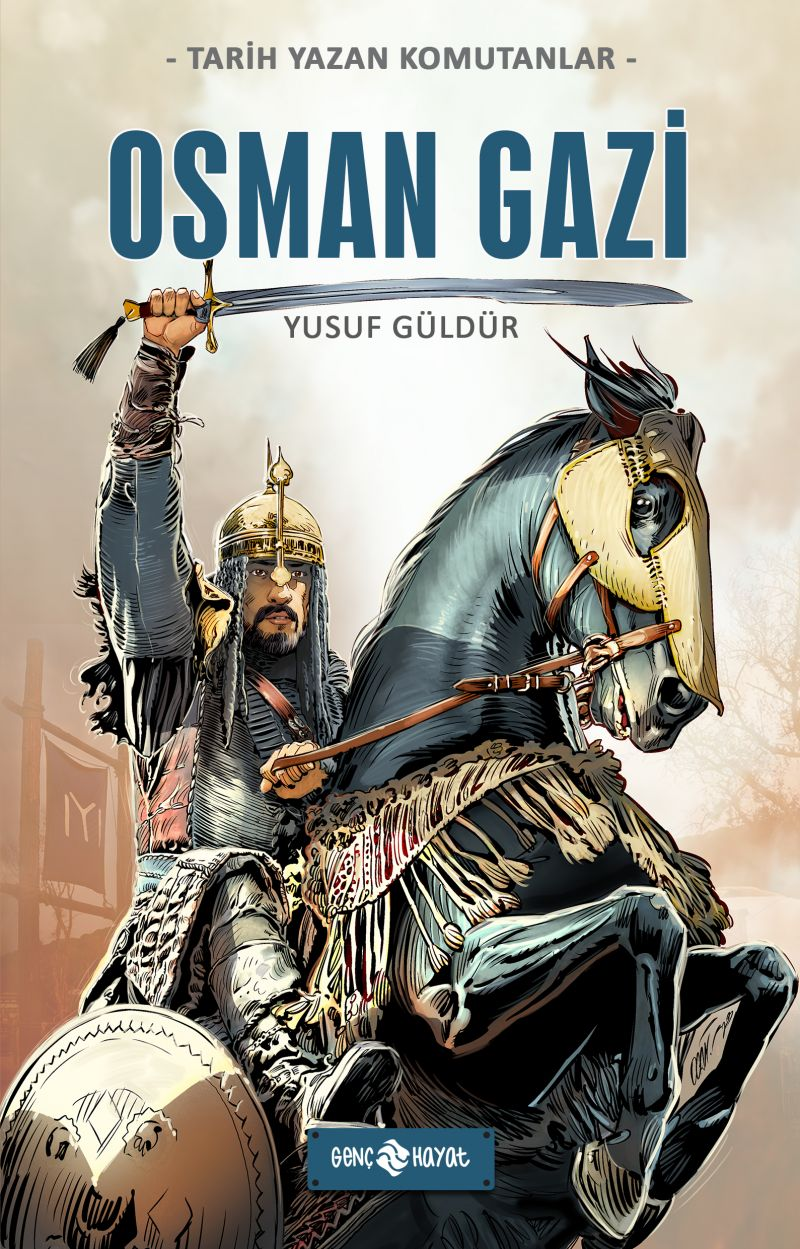 - TARİH YAZAN KOMUTANLAR -
OSMAN GAZİ
YUSUF GÜLDÜR
GENÇ HAYAT